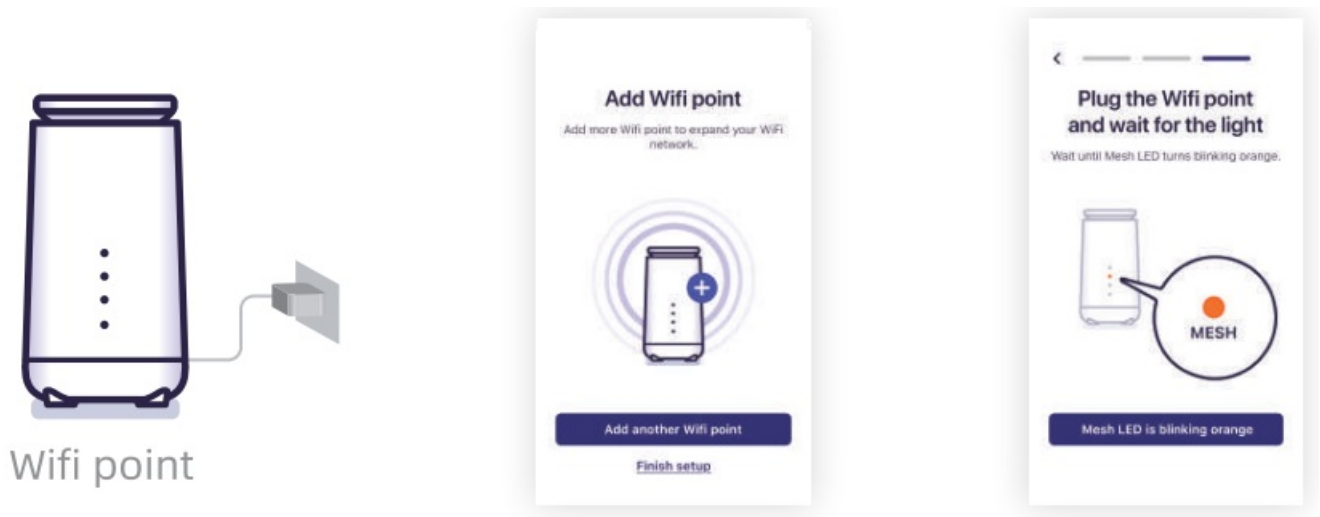 Wifi point
Add Wifi point
Add more Wifi point to expand your WiFi
network.
Add another Wifi point
Finish setup
Plug the Wifi point
and wait for the light
Wait until Mesh LED turns blinking orange.
MESH
Mesh LED is blinking orange